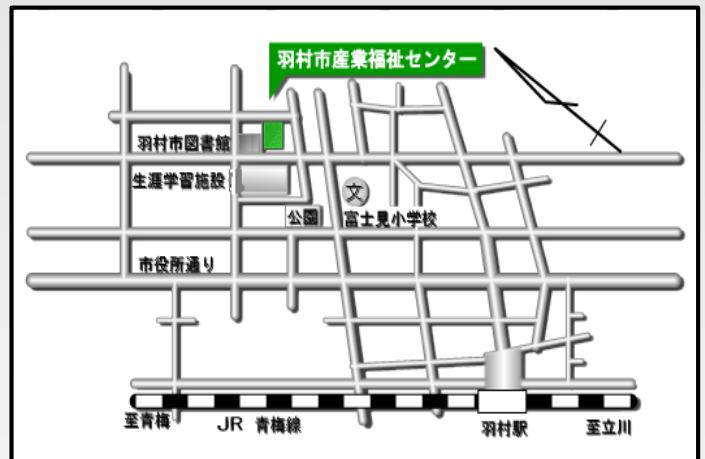 羽村市産業福祉センター
羽村市図書館
生涯学習施設
文
公園
富士見小学校
市役所通り
至青梅
JR 青梅線
羽村駅
至立川